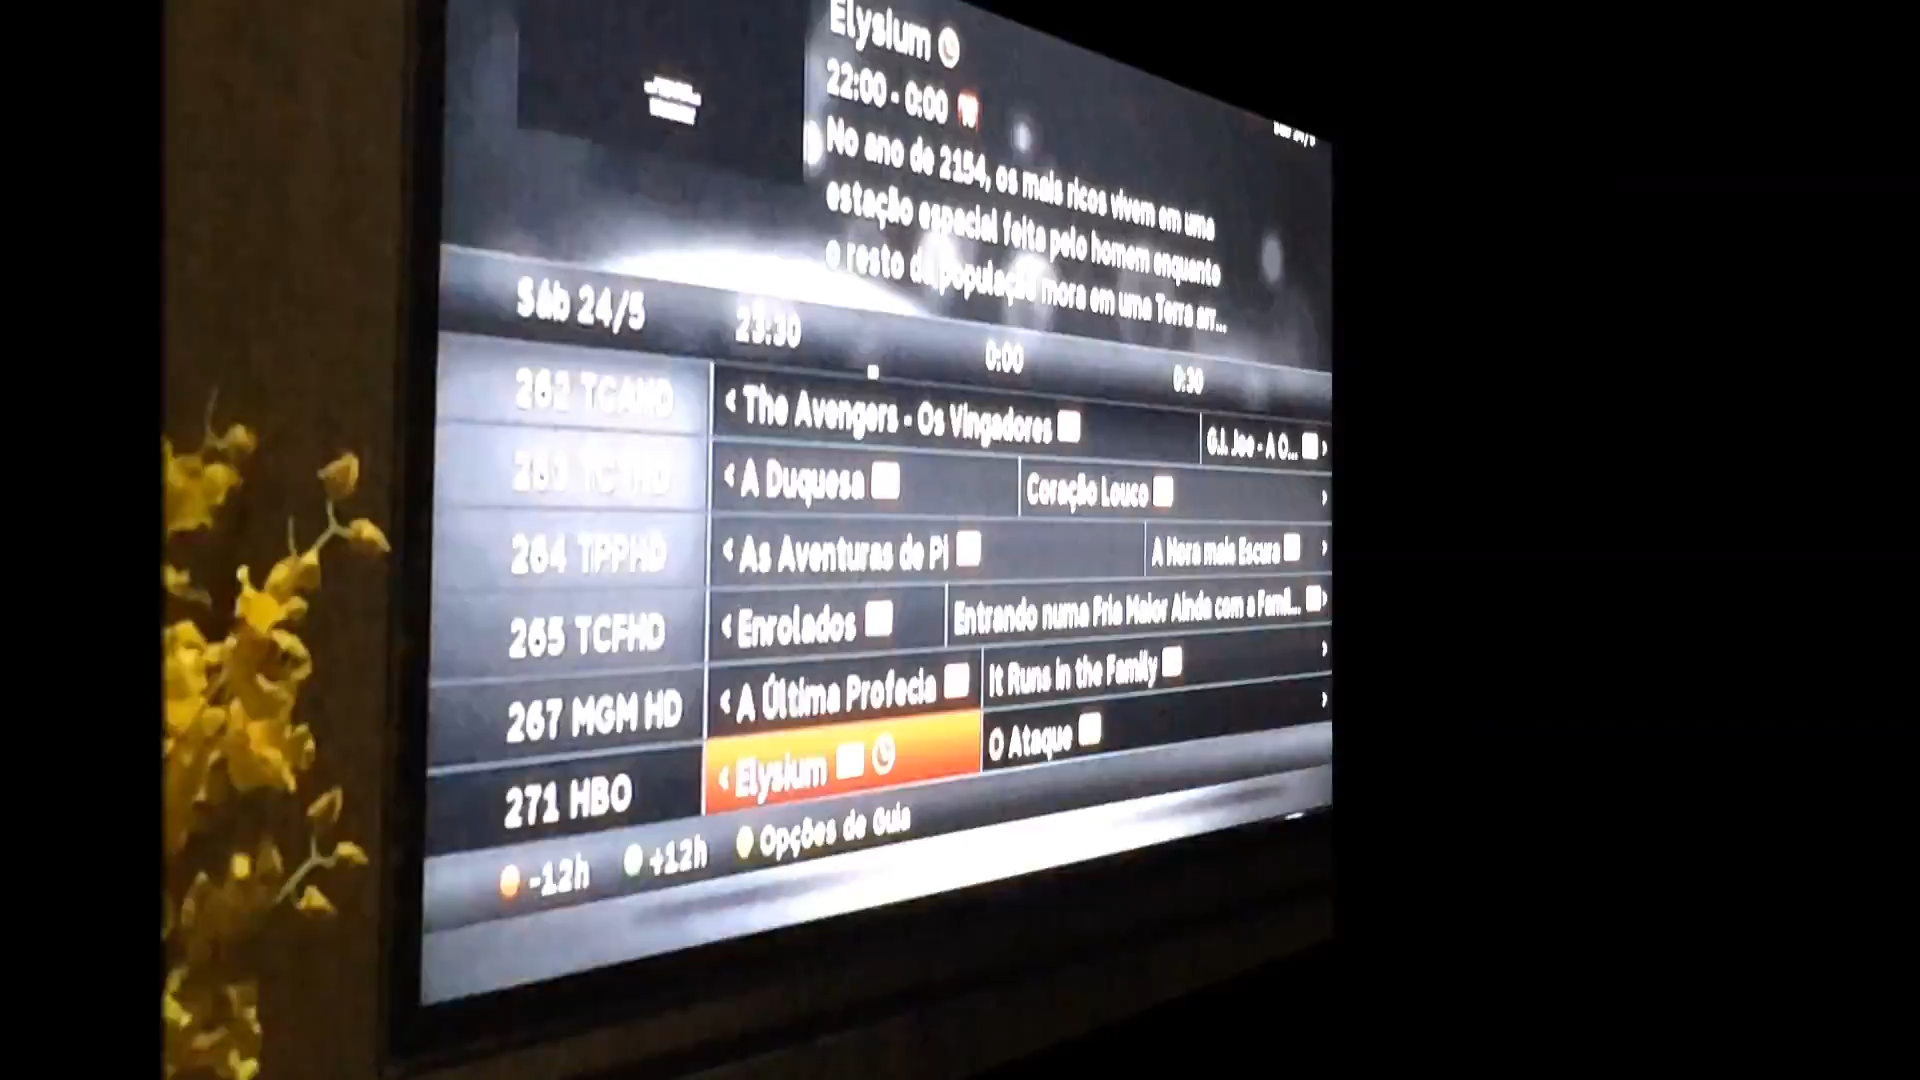 Elysium
22:00 - 0:00
No ano de 2154, os mais ricos vivem em uma
estação espacial feita pelo homem enquanto
o resto da população mora em uma Terra arr...
Sáb 24/5
23:30
0:00
0:30
262 TCAHD
The Avengers - Os Vingadores
G.I. Joe - A O...
263
A Duquesa
Coração Louco
264 TPPHD
As Aventuras de Pi
A Hora mais Escura
265 TCFHD
Enrolados
Entrando numa Fria Maior Ainda com a Famíl...
267 MGM HD
A Última Profecia
It Runs in the Family
271 HBO
Elysium
O Ataque
-12h
+12h
Opções de Guia